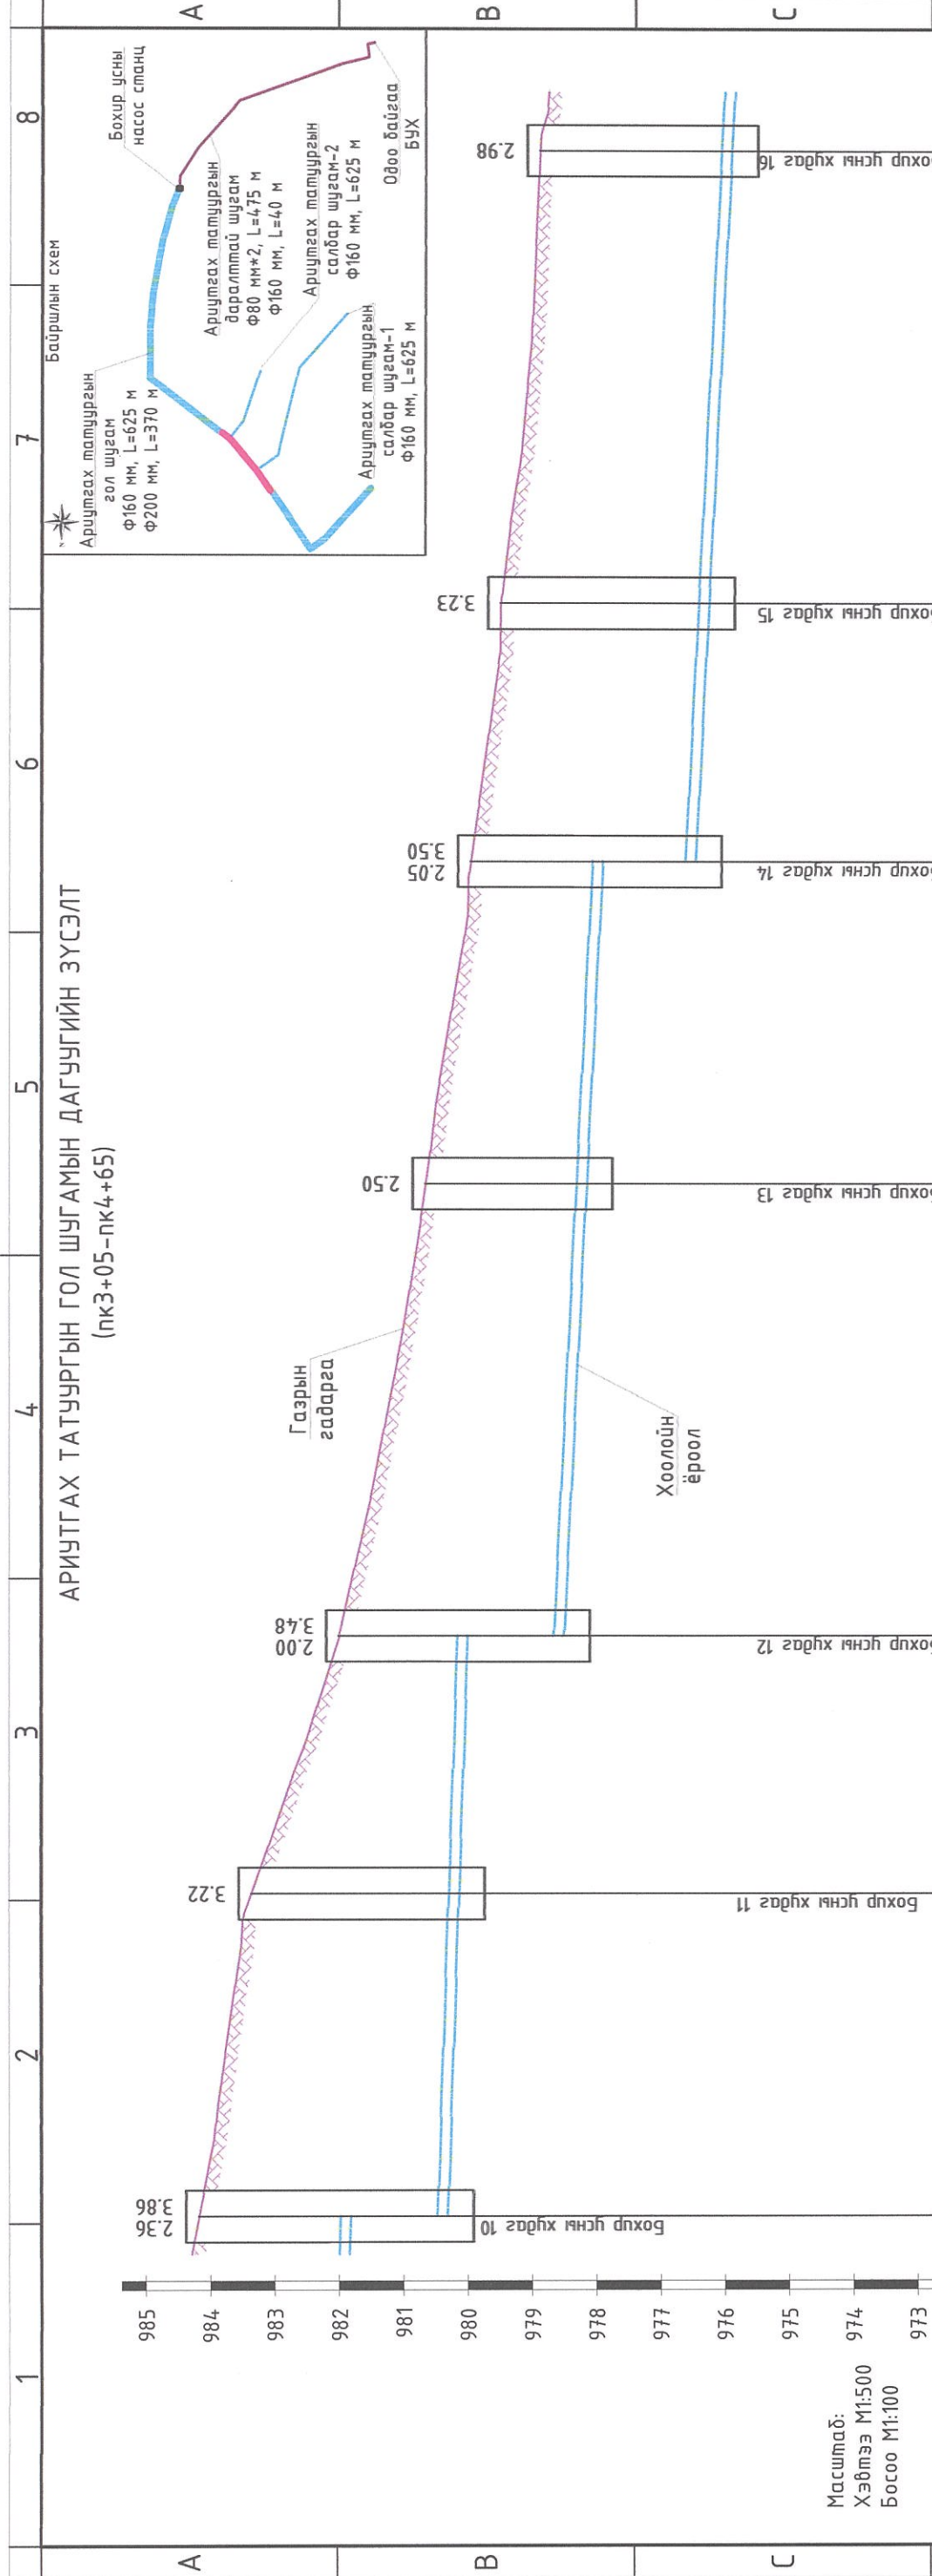 1
2
3
4
5
6
7
8
A
B
C
A
B
C
АРИУТГАХ ТАТУУРГЫН ГОЛ ШУГАМЫН ДАГУУГИЙН ЗҮСЭЛТ
(пк3+05-пк4+65)
Байршлын схем
Ариутгах татуургын
гол шугам
Ф160 мм, L=625 м
Ф200 мм, L=370 м
Бохир усны
насос станц
Ариутгах татуургын
даралттай шугам
Ф80 мм*2, L=475 м
Ф160 мм, L=40 м
Ариутгах татуургын
салбар шугам-2
Ф160 мм, L=625 м
Ариутгах татуургын
салбар шугам-1
Ф160 мм, L=625 м
Одоо байгаа
БУХ
N
985
984
983
982
981
980
979
978
977
976
975
974
973
2.36
3.86
3.22
2.00
3.48
2.50
2.05
3.50
3.23
2.98
Газрын
гадарга
Хоолойн
ёроол
Бохир усны худаг 10
Бохир усны худаг 11
Бохир усны худаг 12
Бохир усны худаг 13
Бохир усны худаг 14
Бохир усны худаг 15
Бохир усны худаг 16
Масштаб:
Хэвтээ М1:500
Босоо М1:100